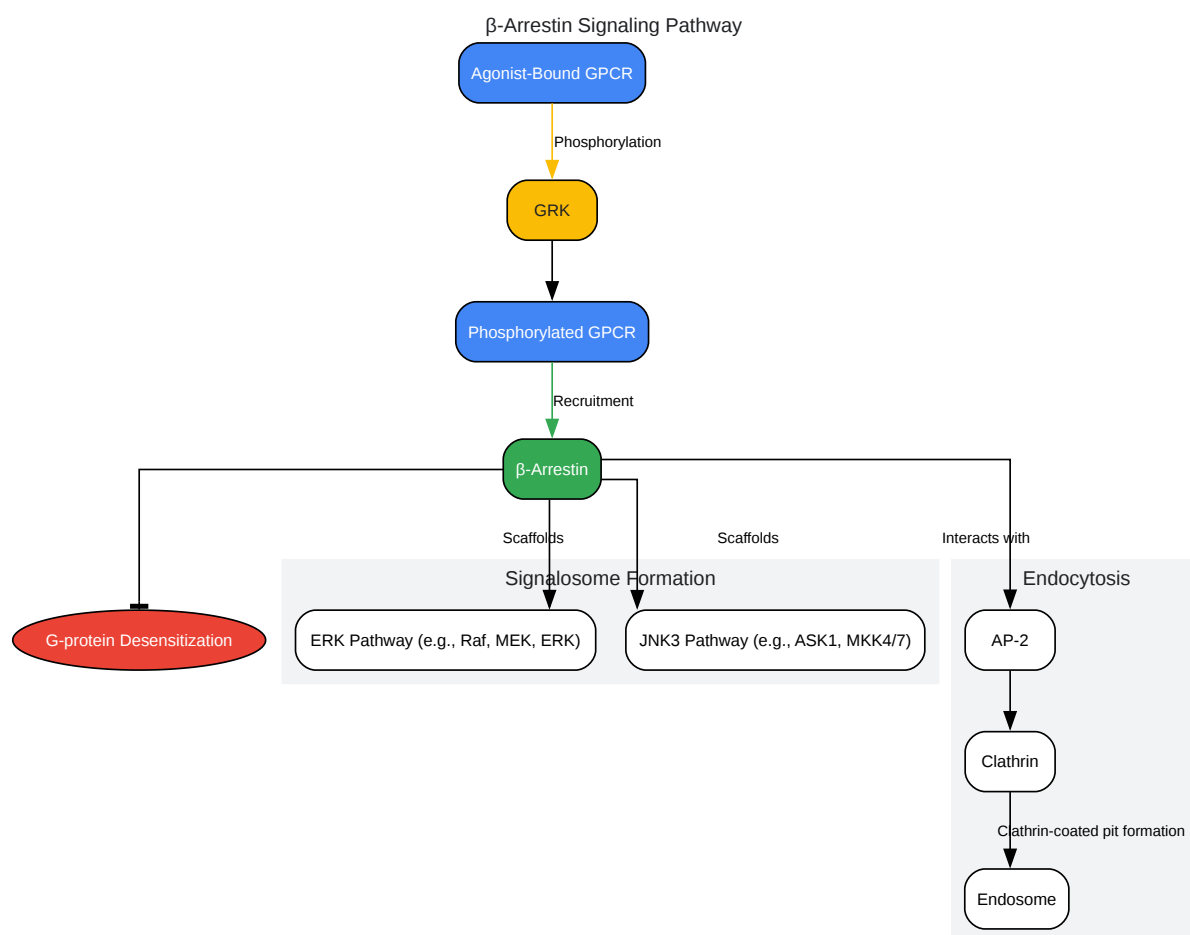 β-Arrestin Signaling Pathway
Agonist-Bound GPCR
Phosphorylation
GRK
Phosphorylated GPCR
Recruitment
β-Arrestin
Scaffolds
Scaffolds
Interacts with
Signalosome Formation
Endocytosis
G-protein Desensitization
ERK Pathway (e.g., Raf, MEK, ERK)
JNK3 Pathway (e.g., ASK1, MKK4/7)
AP-2
Clathrin
Clathrin-coated pit formation
Endosome